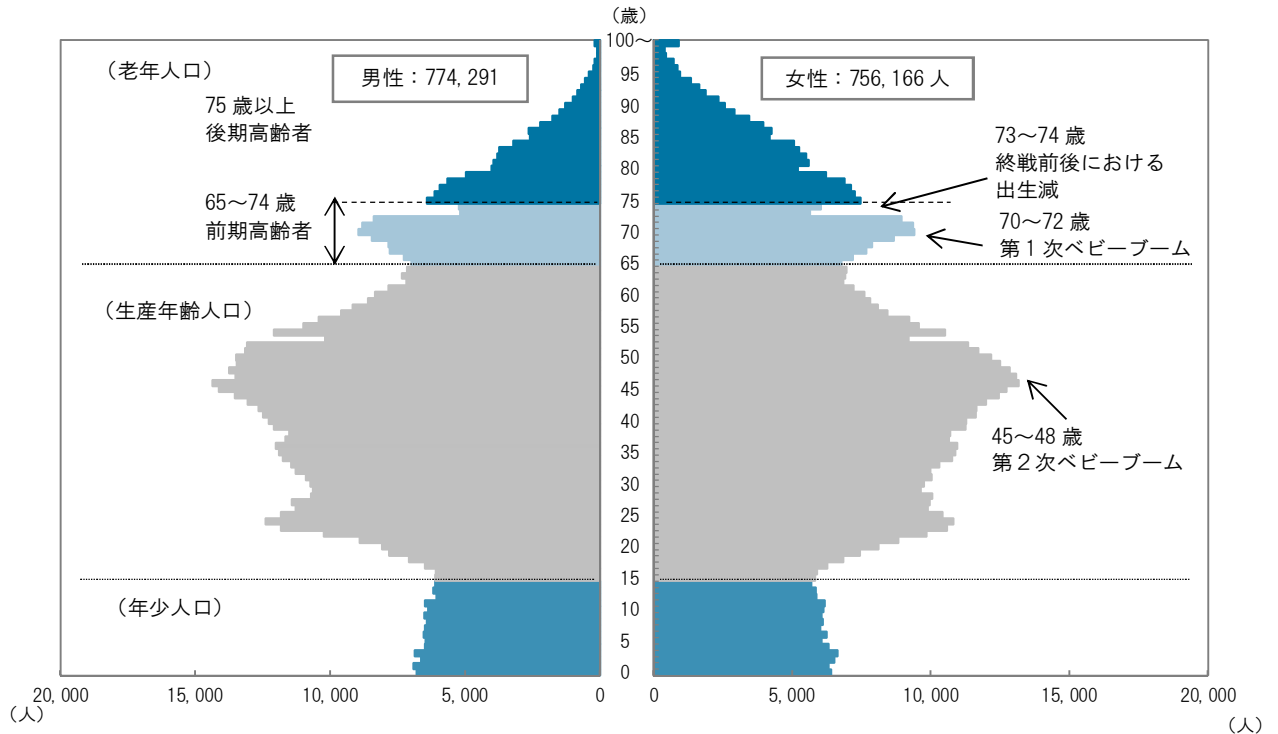 （歳）
100～
95
90
85
80
75
70
65
60
55
50
45
40
35
30
25
20
15
10
5
0
（老年人口）
男性：774,291
75 歳以上
後期高齢者
65～74 歳
前期高齢者
（生産年齢人口）
（年少人口）
女性：756,166 人
73～74 歳
終戦前後における
出生減
70～72 歳
第１次ベビーブーム
45～48 歳
第２次ベビーブーム
20,000
15,000
10,000
5,000
0
（人）
0
5,000
10,000
15,000
20,000
（人）